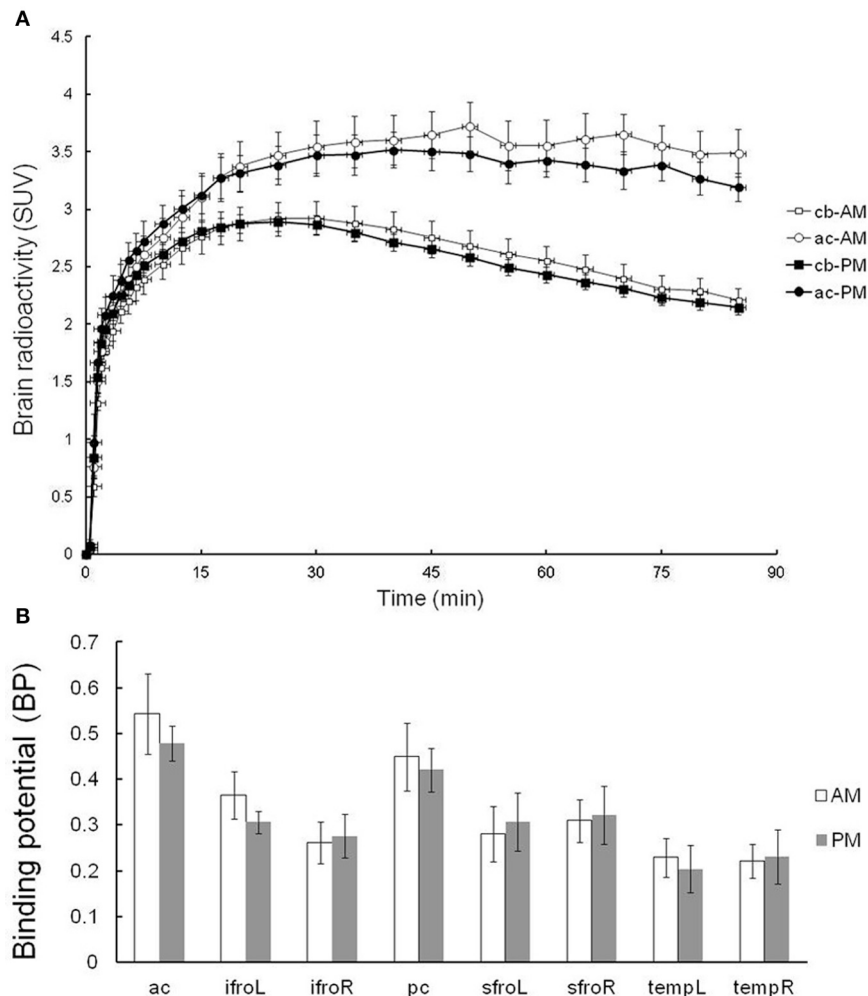 A
Brain radioactivity (SUV)
4.5
4
3.5
3
2.5
2
1.5
1
0.5
0
0 15 30 45 60 75 90
Time (min)
cb-AM
ac-AM
cb-PM
ac-PM
B
Binding potential (BP)
0.7
0.6
0.5
0.4
0.3
0.2
0.1
0
ac ifroL ifroR pc sfroL sfroR tempL tempR
AM
PM